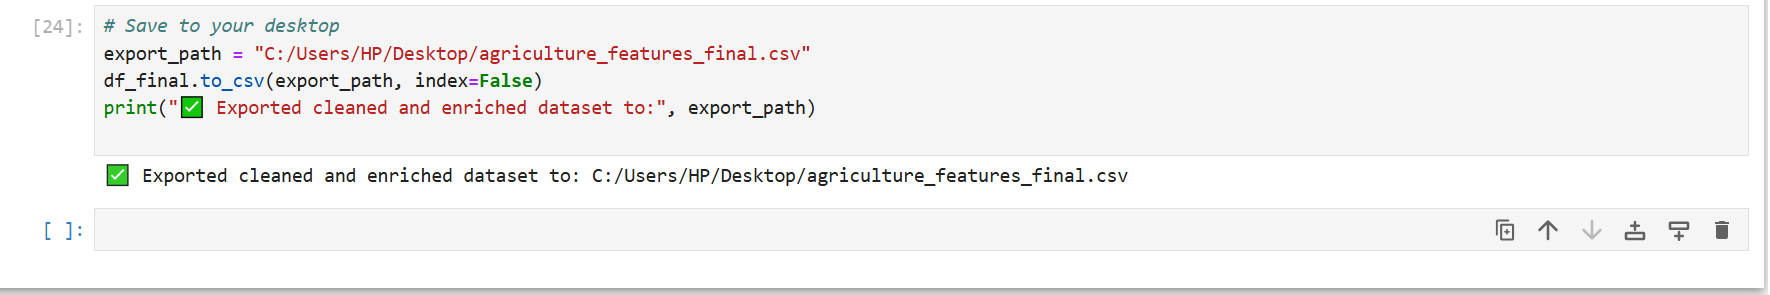 [24]: # Save to your desktop
export_path = "C:/Users/HP/Desktop/agriculture_features_final.csv"
df_final.to_csv(export_path, index=False)
print("✅ Exported cleaned and enriched dataset to:", export_path)
✅ Exported cleaned and enriched dataset to: C:/Users/HP/Desktop/agriculture_features_final.csv
[ ]: